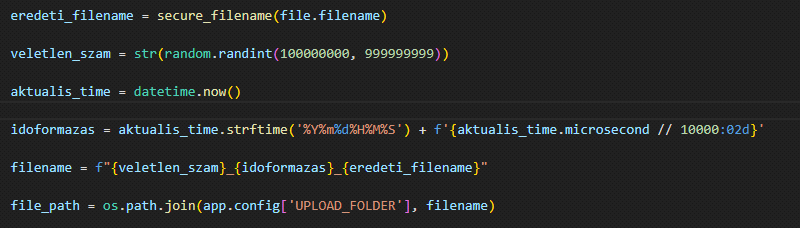 eredeti_filename = secure_filename(file.filename)
veletlen_szam = str(random.randint(100000000, 999999999))
aktualis_time = datetime.now()
idoformazas = aktualis_time.strftime('%Y%m%d%H%M%S') + f'{aktualis_time.microsecond // 10000:02d}'
filename = f"{veletlen_szam}_{idoformazas}_{eredeti_filename}"
file_path = os.path.join(app.config['UPLOAD_FOLDER'], filename)